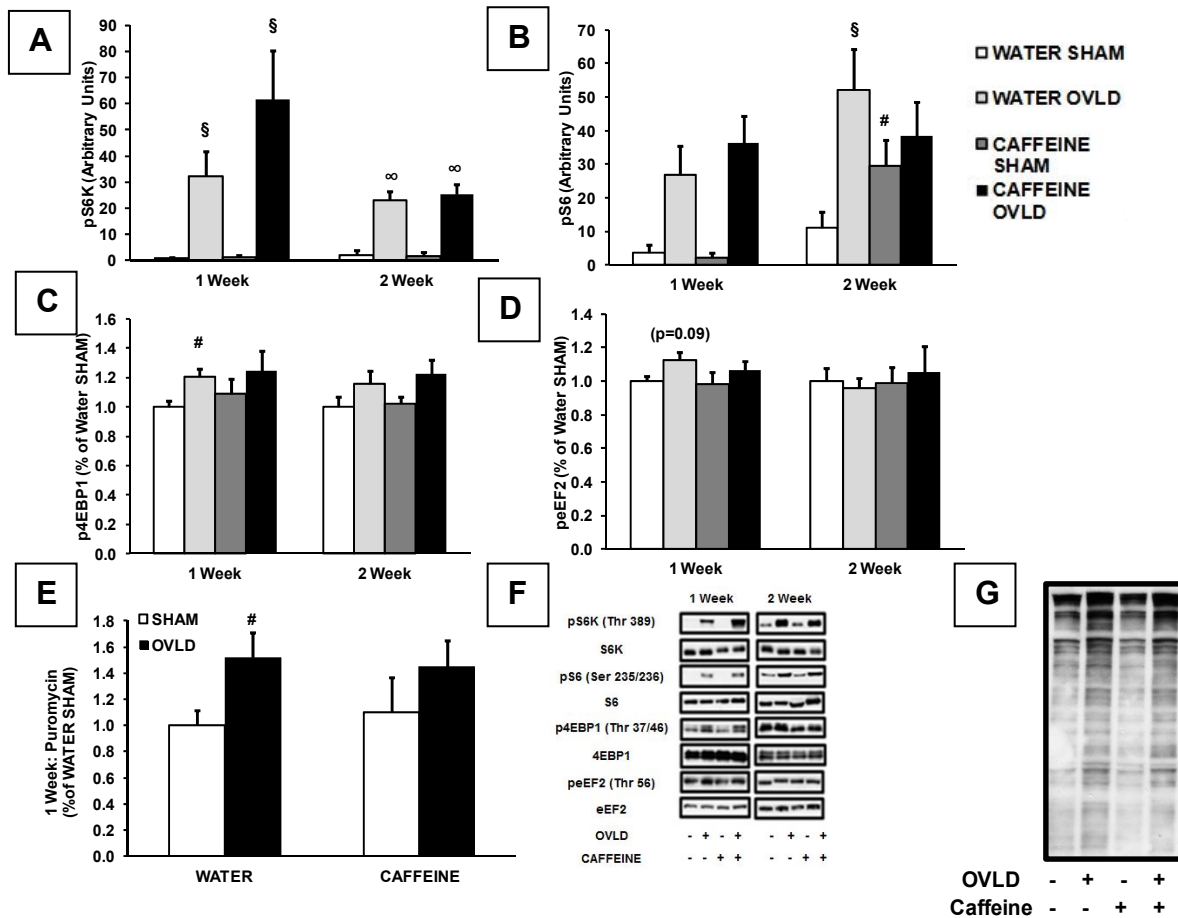 A
pS6K (Arbitrary Units)
90
80
70
60
50
40
30
20
10
0
§
§
∞
∞
1 Week
2 Week
B
pS6 (Arbitrary Units)
70
60
50
40
30
20
10
0
§
#
1 Week
2 Week
WATER SHAM
WATER OVLD
CAFFEINE
SHAM
CAFFEINE
OVLD
C
p4EBP1 (% of Water SHAM)
1.6
1.4
1.2
1.0
0.8
0.6
0.4
0.2
0.0
#
1 Week
2 Week
D
peEF2 (% of Water SHAM)
1.4
1.2
1.0
0.8
0.6
0.4
0.2
0.0
(p=0.09)
1 Week
2 Week
E
1 Week: Puromycin
(%of WATER SHAM)
1.8
1.6
1.4
1.2
1.0
0.8
0.6
0.4
0.2
0.0
SHAM
OVLD
#
WATER
CAFFEINE
F
1 Week 2 Week
pS6K (Thr 389)
S6K
pS6 (Ser 235/236)
S6
p4EBP1 (Thr 37/46)
4EBP1
peEF2 (Thr 56)
eEF2
OVLD - + - + - + - +
CAFFEINE - - + + - - + +
G
OVLD - + - +
Caffeine - - + +